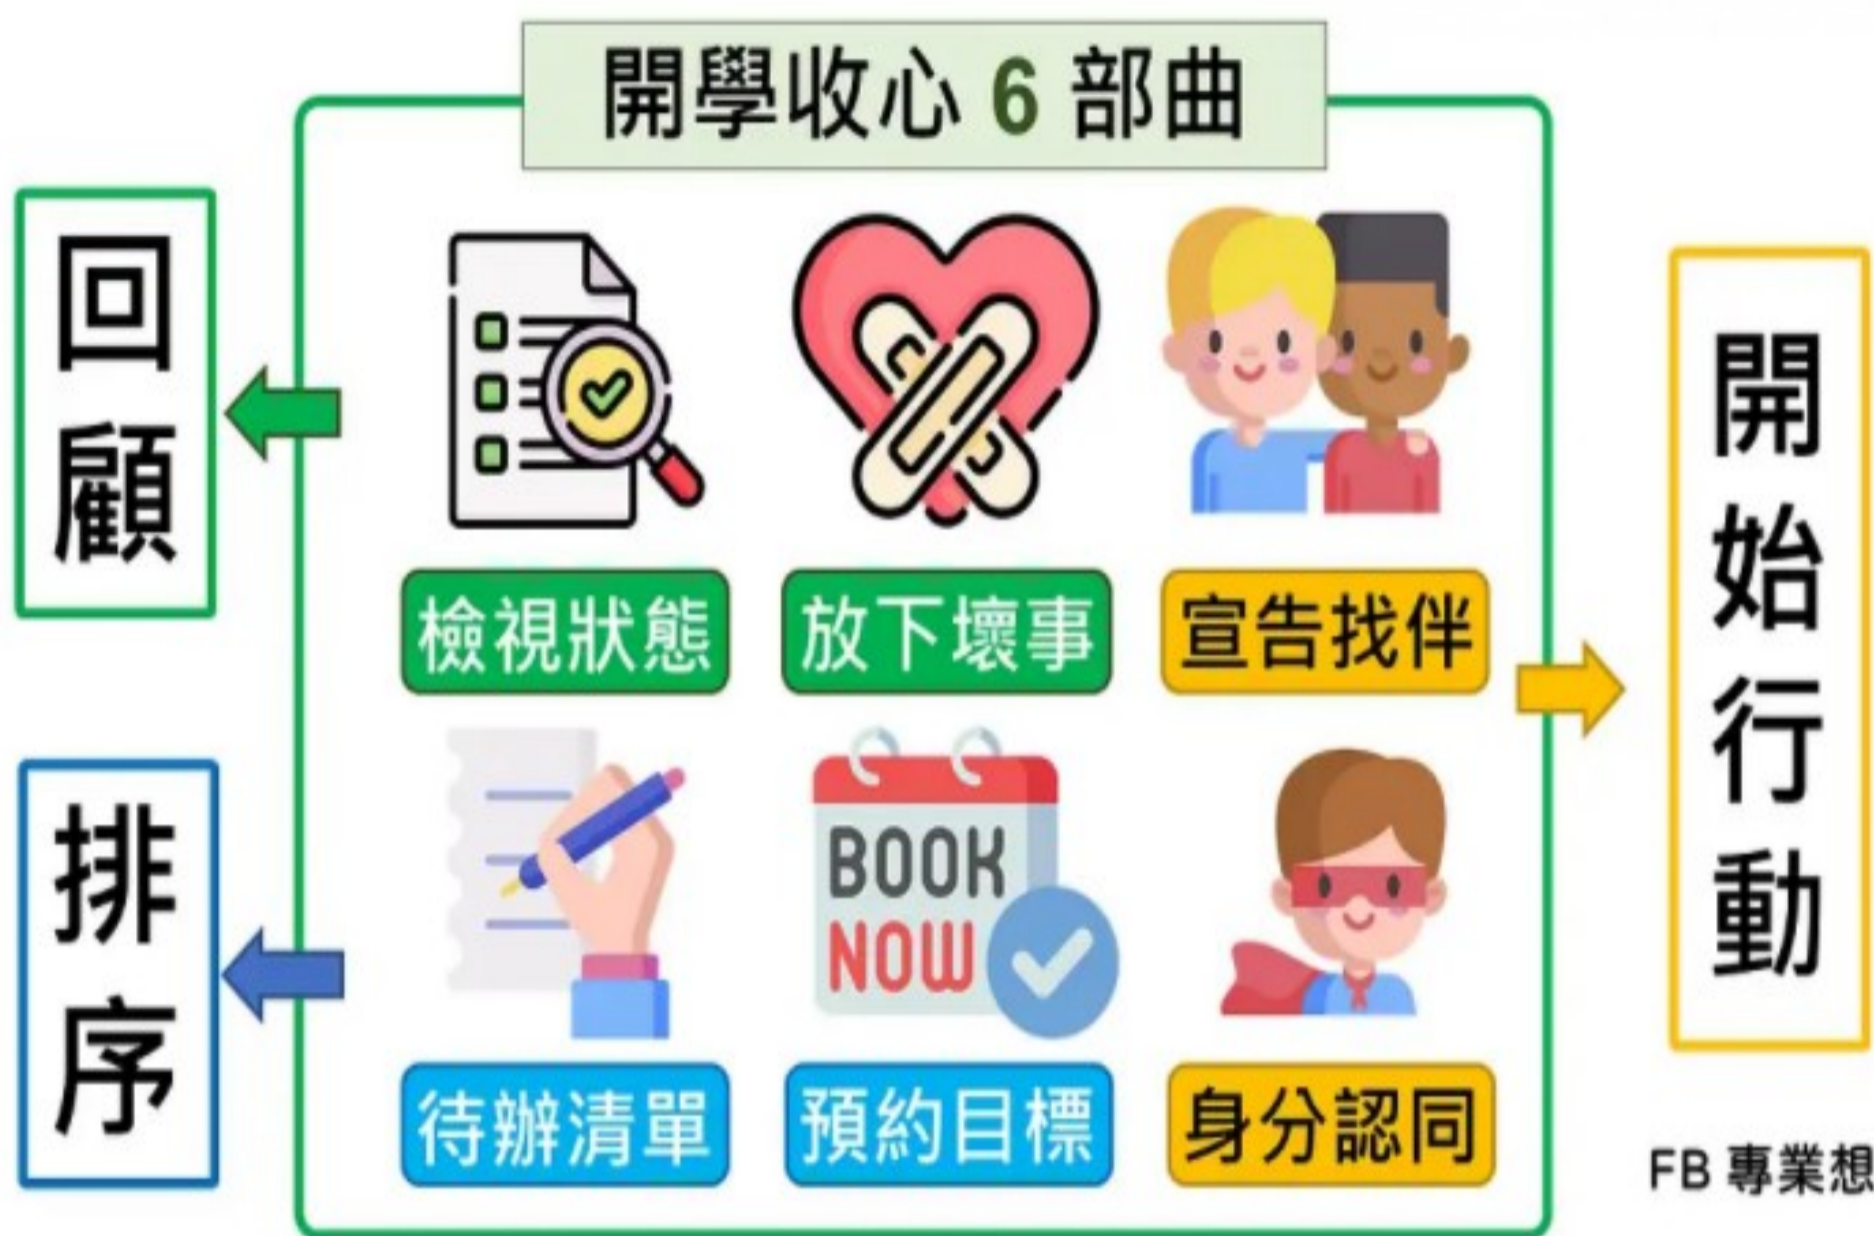 開學收心 6 部曲
回顧
檢視狀態
放下壞事
宣告找伴
開始行動
排序
BOOK
NOW
待辦清單
預約目標
身分認同
FB 專業想